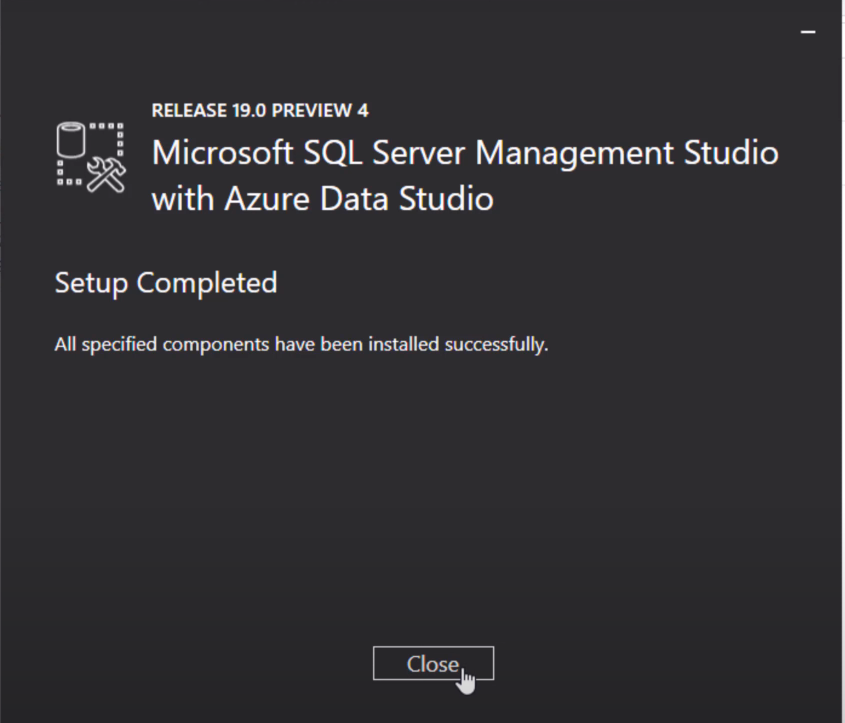 RELEASE 19.0 PREVIEW 4
Microsoft SQL Server Management Studio
with Azure Data Studio
Setup Completed
All specified components have been installed successfully.
Close